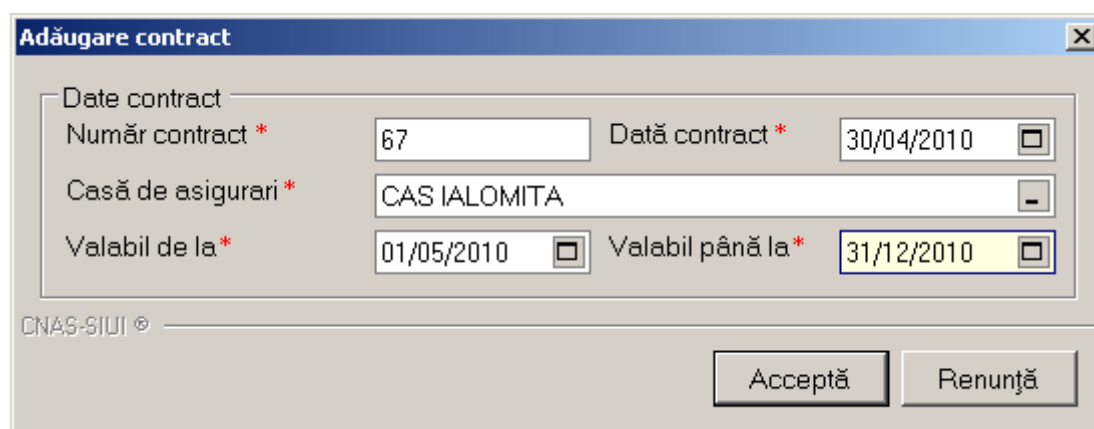 Adăugare contract
Date contract
Număr contract * 67 Dată contract * 30/04/2010
Casă de asigurari * CAS IALOMITA
Valabil de la * 01/05/2010 Valabil până la * 31/12/2010
CNAS-SIUI ®
Acceptă Renunţă